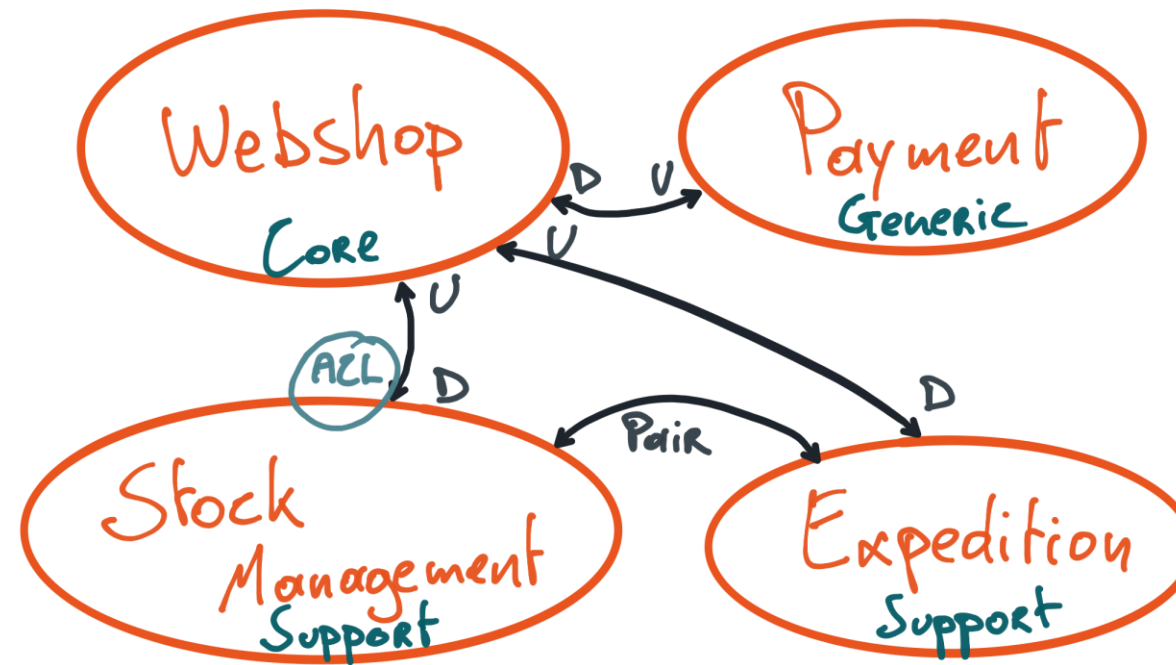 Webshop
Core
Payment
Generic
D
U
U
U
D
ACL
D
Pair
Stock
Management
Support
Expedition
Support